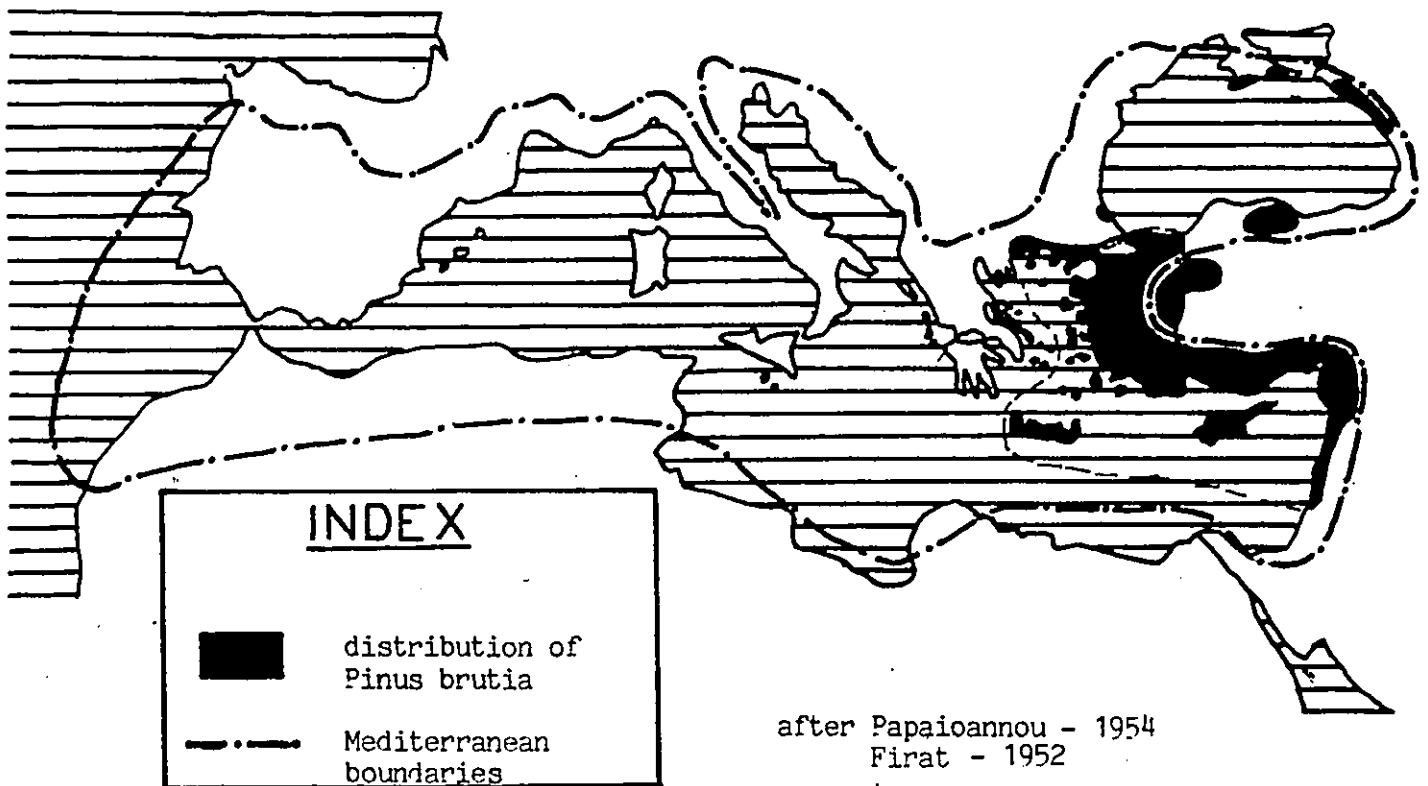 INDEX
distribution of
Pinus brutia
Mediterranean
boundaries
after Papaioannou - 1954
Firat - 1952